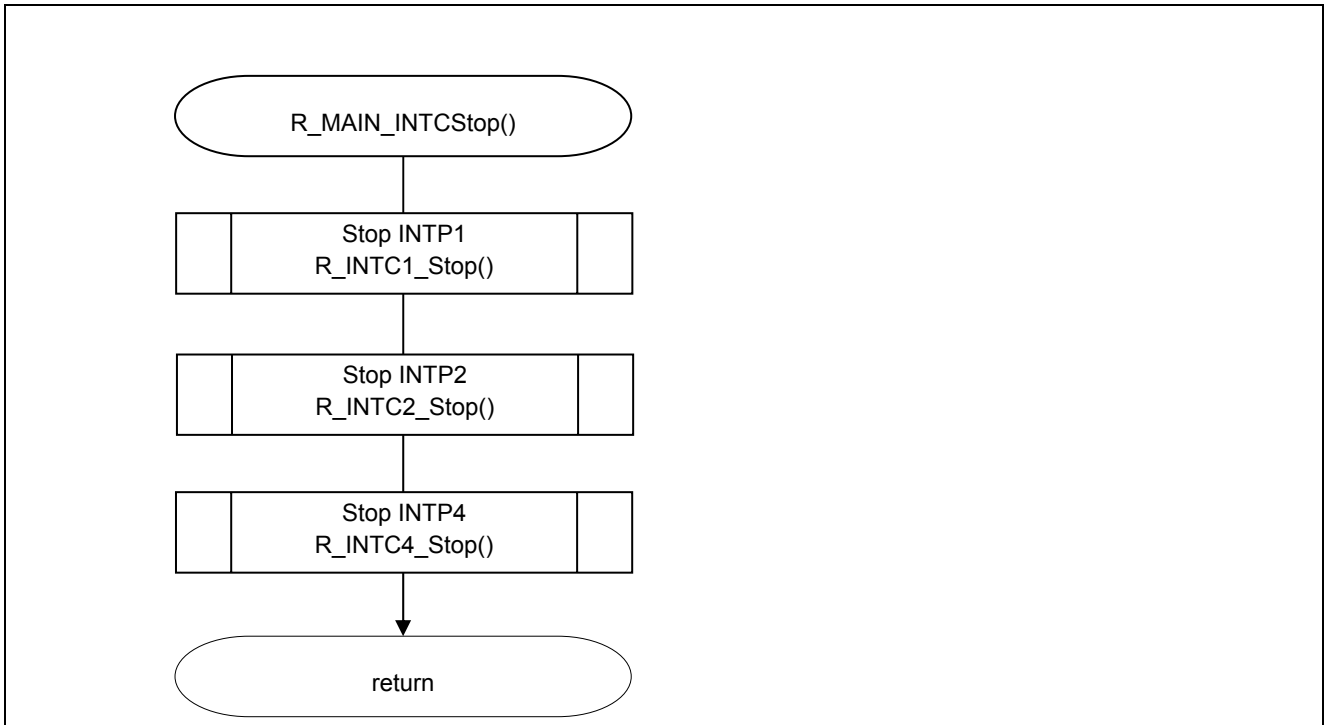 R_MAIN_INTCStop()
Stop INTP1
R_INTC1_Stop()
Stop INTP2
R_INTC2_Stop()
Stop INTP4
R_INTC4_Stop()
return